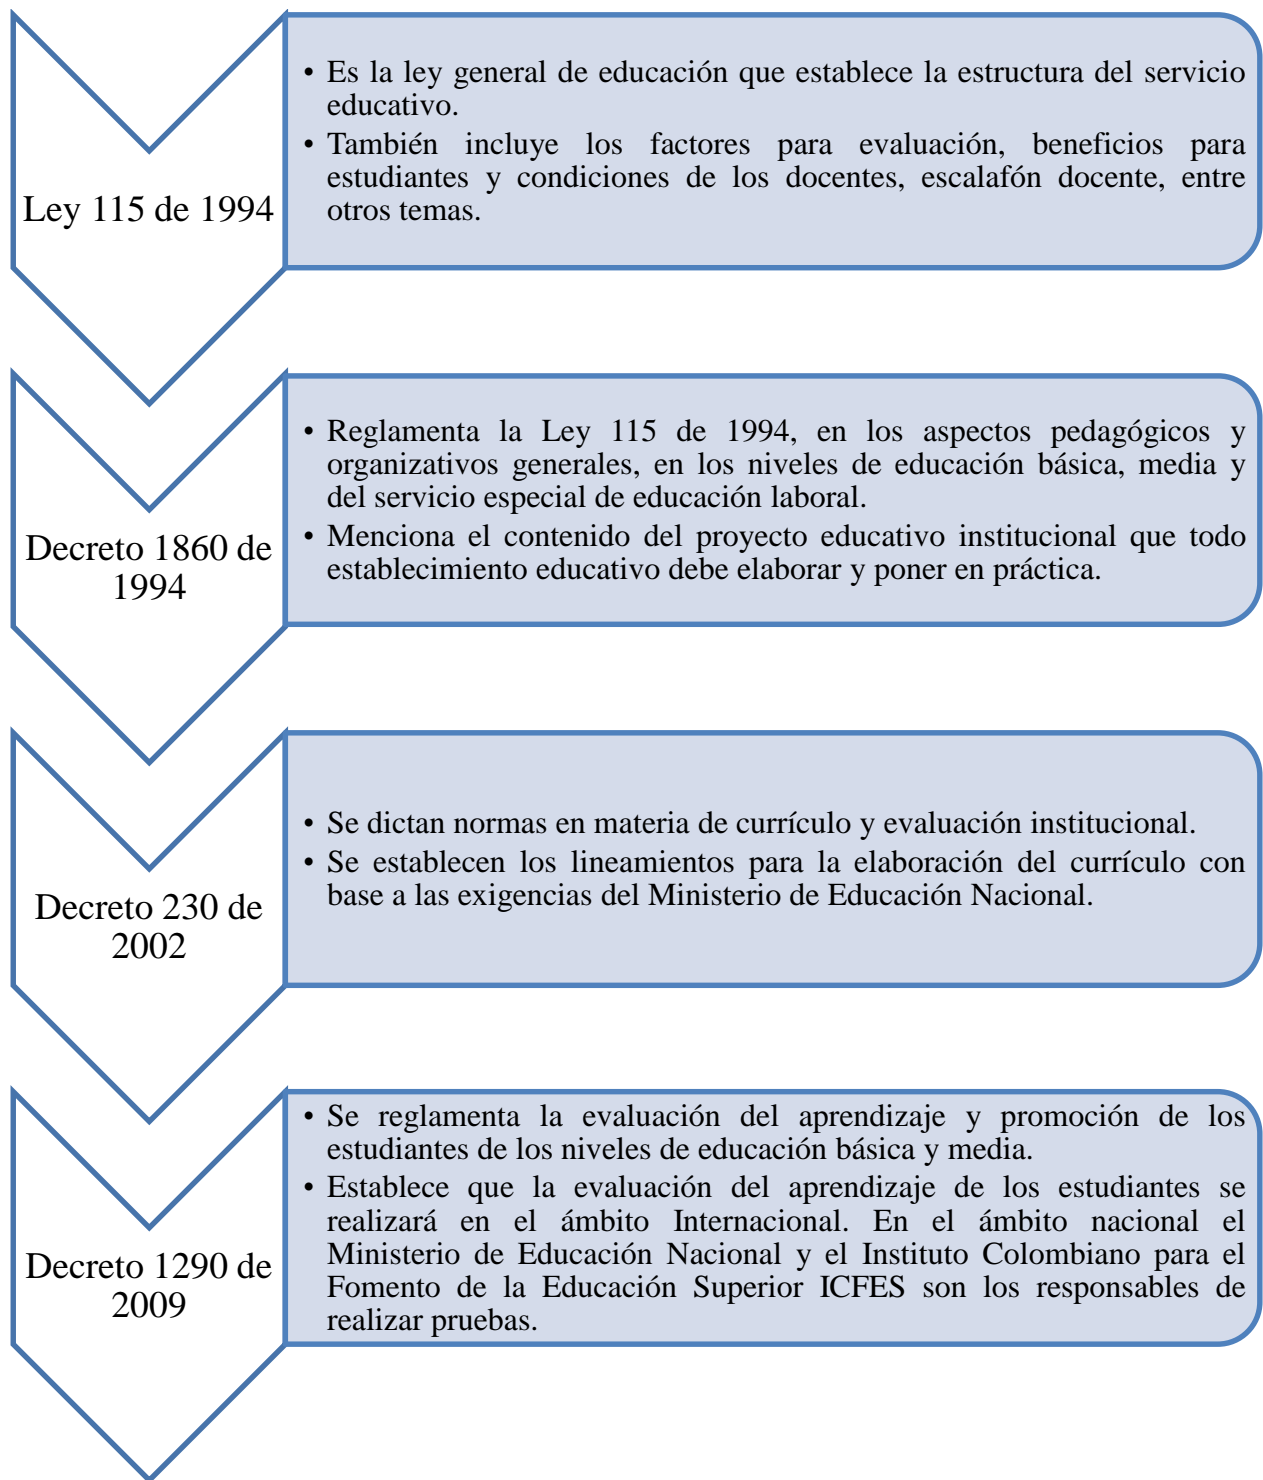 Ley 115 de 1994
• Es la ley general de educación que establece la estructura del servicio
educativo.
• También incluye los factores para evaluación, beneficios para
estudiantes y condiciones de los docentes, escalafón docente, entre
otros temas.
Decreto 1860 de
1994
• Reglamenta la Ley 115 de 1994, en los aspectos pedagógicos y
organizativos generales, en los niveles de educación básica, media y
del servicio especial de educación laboral.
• Menciona el contenido del proyecto educativo institucional que todo
establecimiento educativo debe elaborar y poner en práctica.
Decreto 230 de
2002
• Se dictan normas en materia de currículo y evaluación institucional.
• Se establecen los lineamientos para la elaboración del currículo con
base a las exigencias del Ministerio de Educación Nacional.
Decreto 1290 de
2009
• Se reglamenta la evaluación del aprendizaje y promoción de los
estudiantes de los niveles de educación básica y media.
• Establece que la evaluación del aprendizaje de los estudiantes se
realizará en el ámbito Internacional. En el ámbito nacional el
Ministerio de Educación Nacional y el Instituto Colombiano para el
Fomento de la Educación Superior ICFES son los responsables de
realizar pruebas.